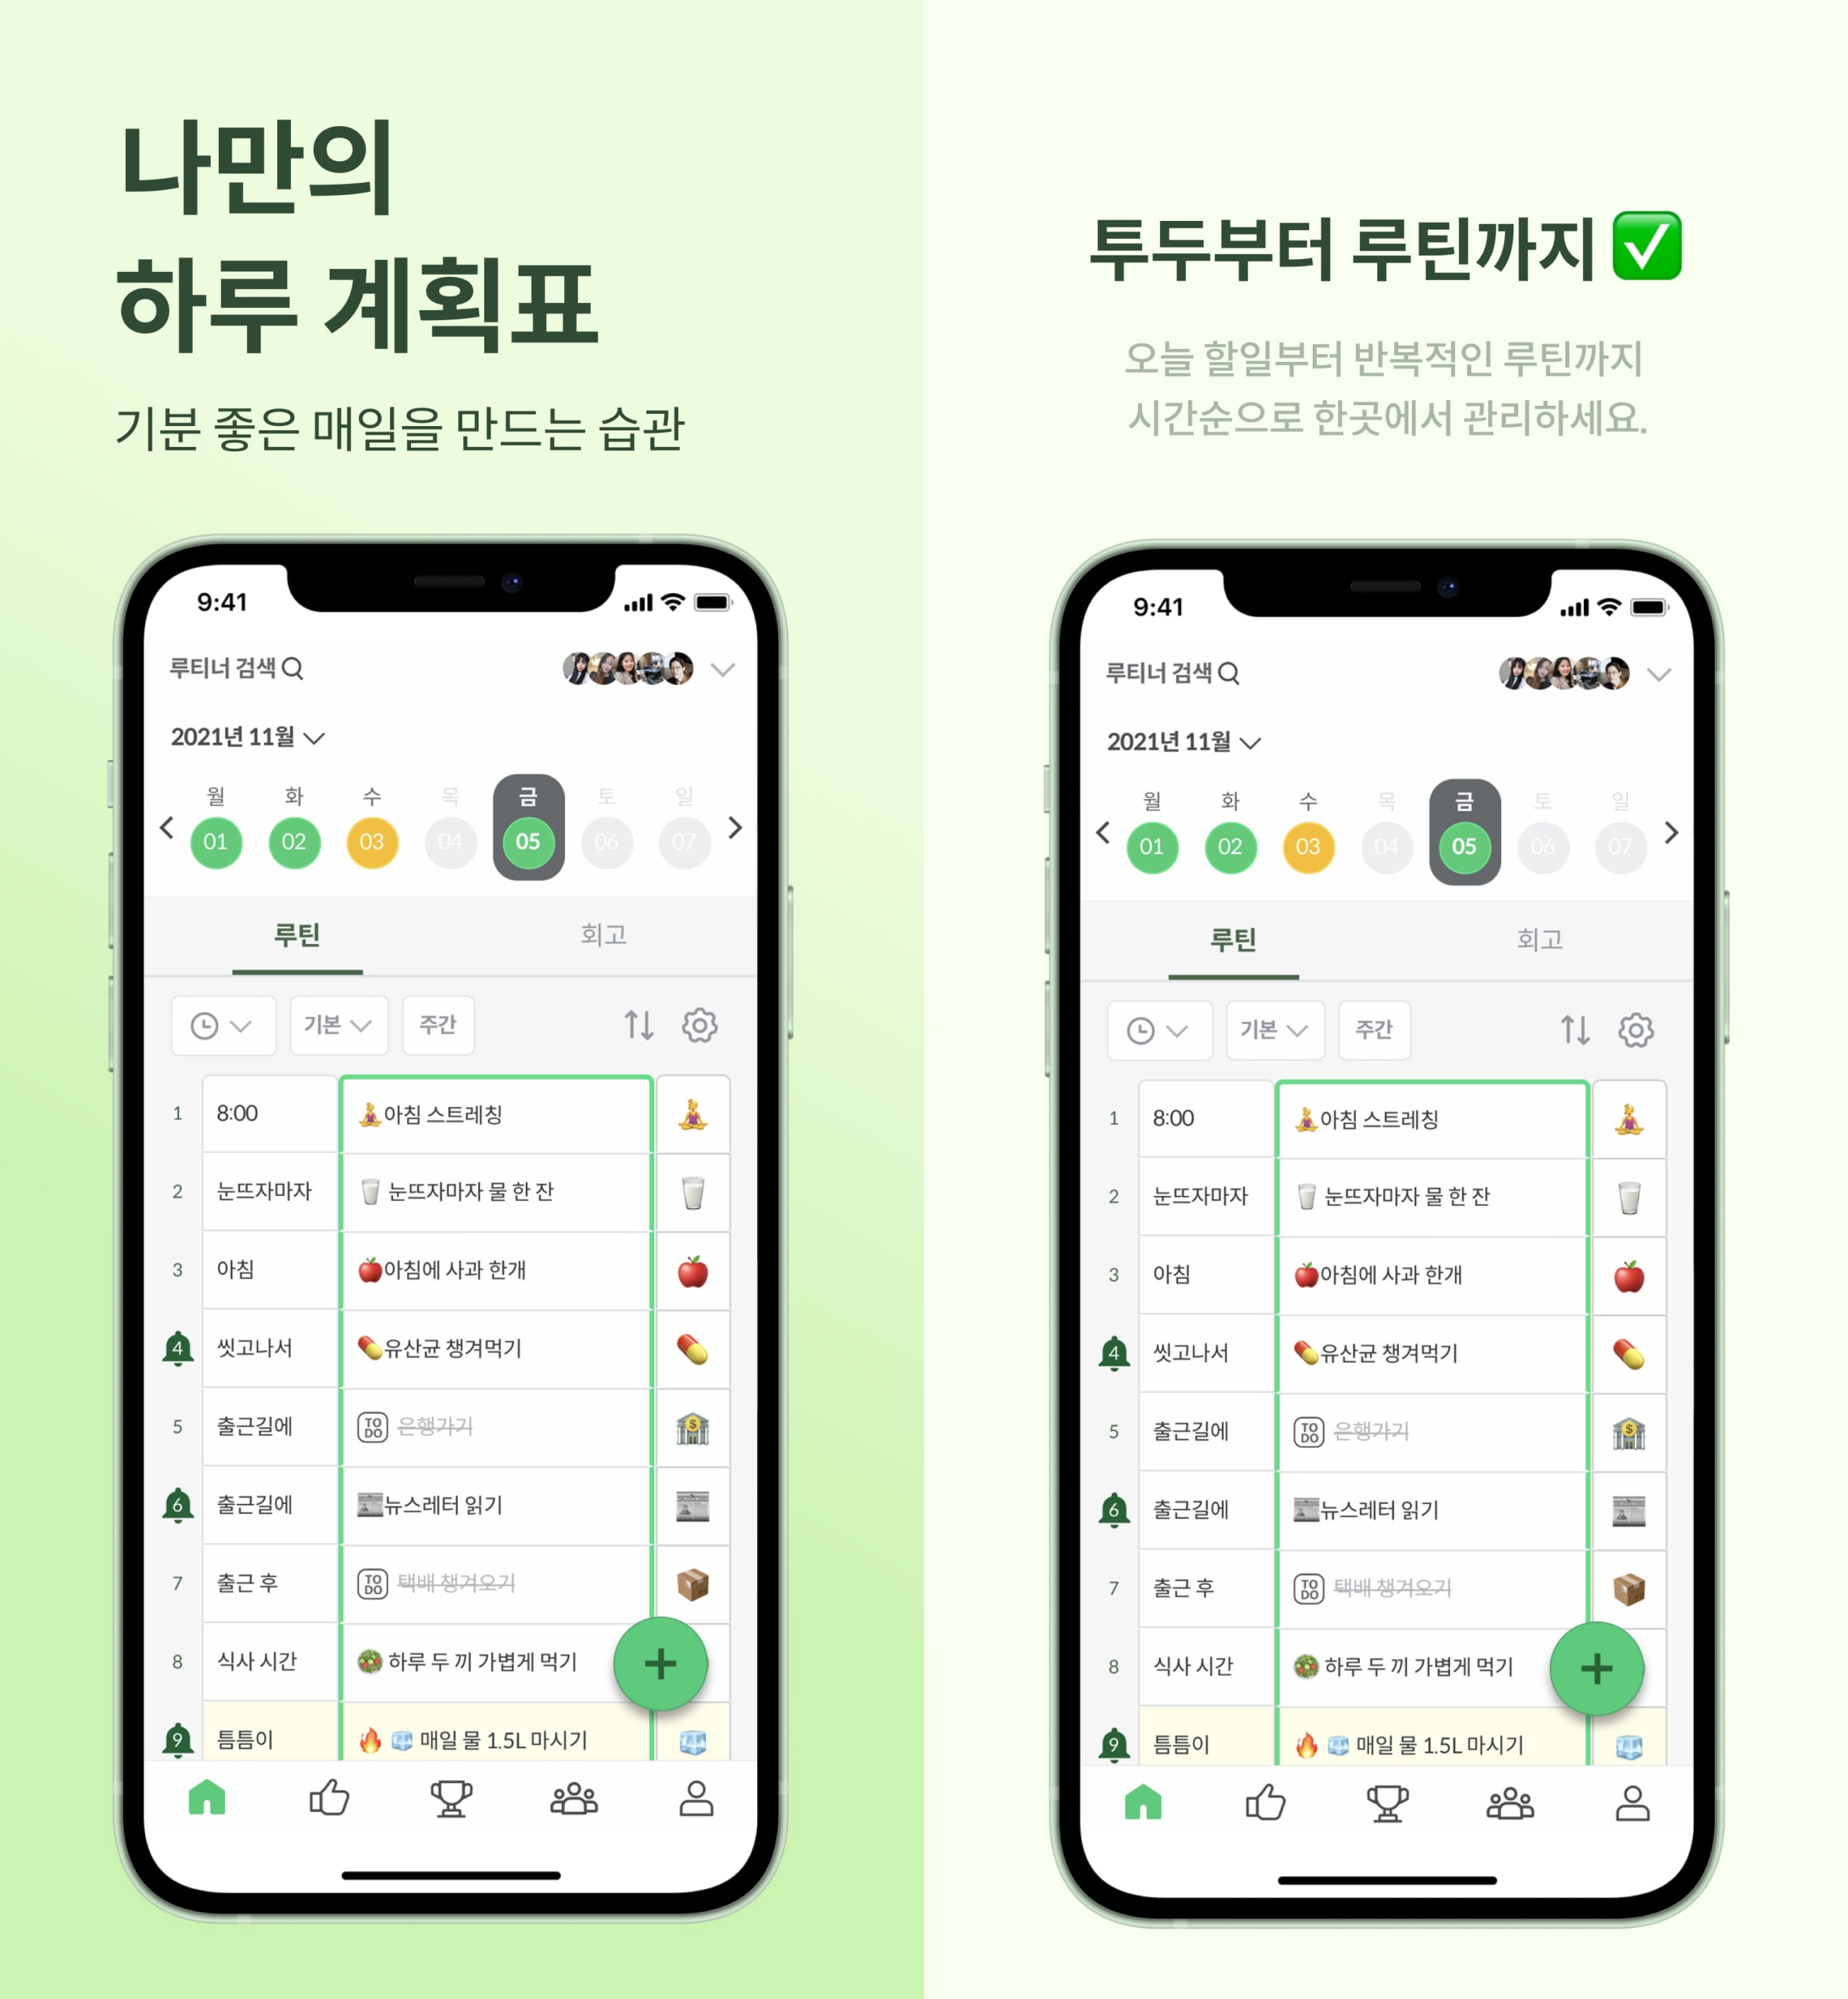 나만의
하루 계획표
기분 좋은 매일을 만드는 습관
9:41
루티너 검색
2021년 11월
월 화 수 목 금 토 일
01 02 03 04 05 06 07
루틴 회고
기본 주간
1 8:00 아침 스트레칭
2 눈뜨자마자 눈뜨자마자 물 한 잔
3 아침 아침에 사과 한개
4 씻고나서 유산균 챙겨먹기
5 출근길에 TO DO 은행가기
6 출근길에 뉴스레터 읽기
7 출근 후 TO DO 택배 챙겨오기
8 식사 시간 하루 두 끼 가볍게 먹기
9 틈틈이 매일 물 1.5L 마시기
투두부터 루틴까지
오늘 할일부터 반복적인 루틴까지
시간순으로 한곳에서 관리하세요.
9:41
루티너 검색
2021년 11월
월 화 수 목 금 토 일
01 02 03 04 05 06 07
루틴 회고
기본 주간
1 8:00 아침 스트레칭
2 눈뜨자마자 눈뜨자마자 물 한 잔
3 아침 아침에 사과 한개
4 씻고나서 유산균 챙겨먹기
5 출근길에 TO DO 은행가기
6 출근길에 뉴스레터 읽기
7 출근 후 TO DO 택배 챙겨오기
8 식사 시간 하루 두 끼 가볍게 먹기
9 틈틈이 매일 물 1.5L 마시기